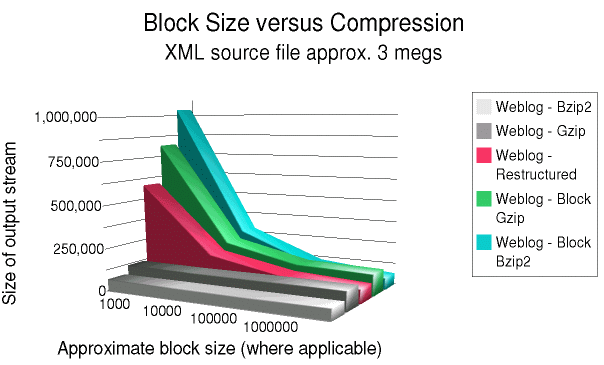 Block Size versus Compression
XML source file approx. 3 megs
Size of output stream
1,000,000
750,000
500,000
250,000
0
1000
10000
100000
1000000
Approximate block size (where applicable)
Weblog - Bzip2
Weblog - Gzip
Weblog -
Restructured
Weblog - Block
Gzip
Weblog - Block
Bzip2